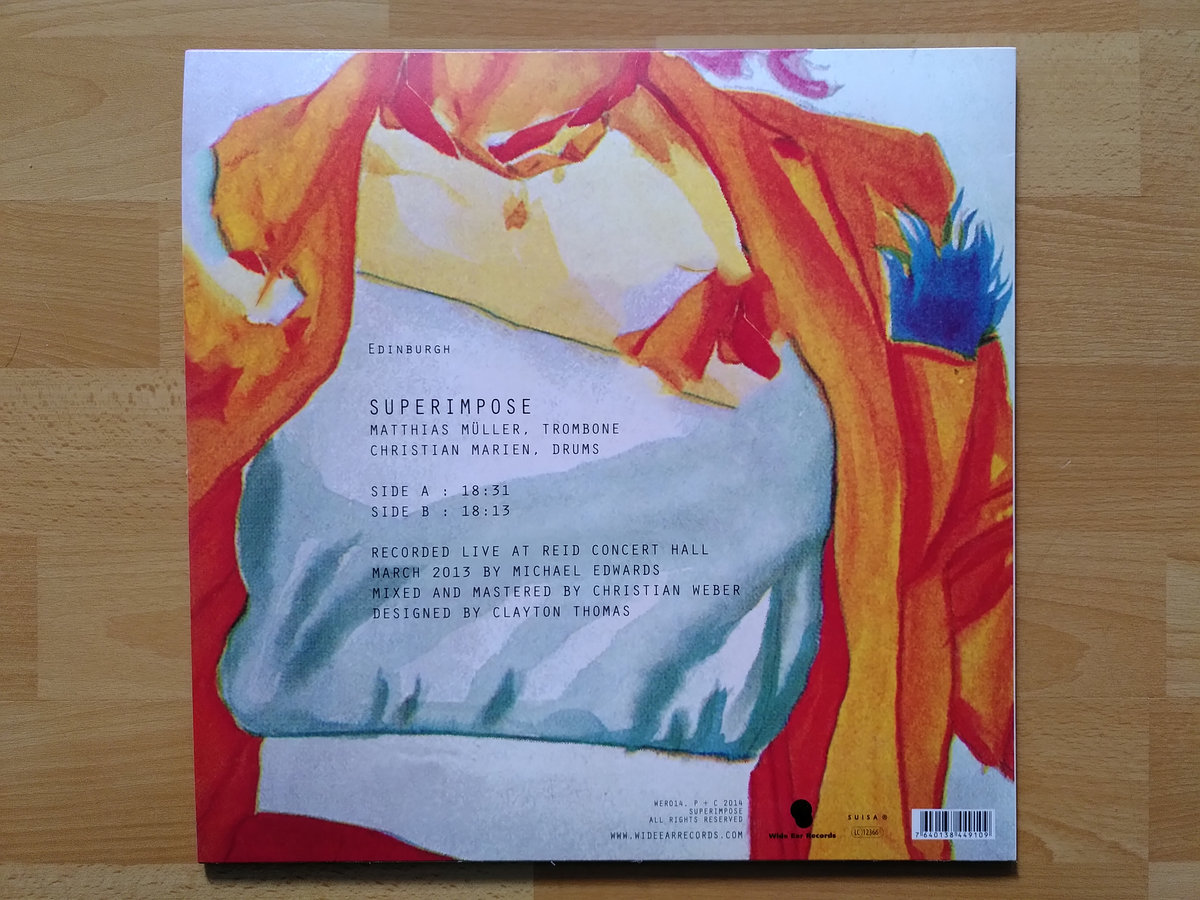 Edinburgh
SUPERIMPOSE
MATTHIAS MÜLLER, TROMBONE
CHRISTIAN MARIEN, DRUMS
SIDE A : 18:31
SIDE B : 18:13
RECORDED LIVE AT REID CONCERT HALL
MARCH 2013 BY MICHAEL EDWARDS
MIXED AND MASTERED BY CHRISTIAN WEBER
DESIGNED BY CLAYTON THOMAS
WER014, P + C 2014
SUPERIMPOSE
ALL RIGHTS RESERVED
WWW.WIDEEARRECORDS.COM
Wide Ear Records
SUISA ®
LC 12366
7 640138 449109